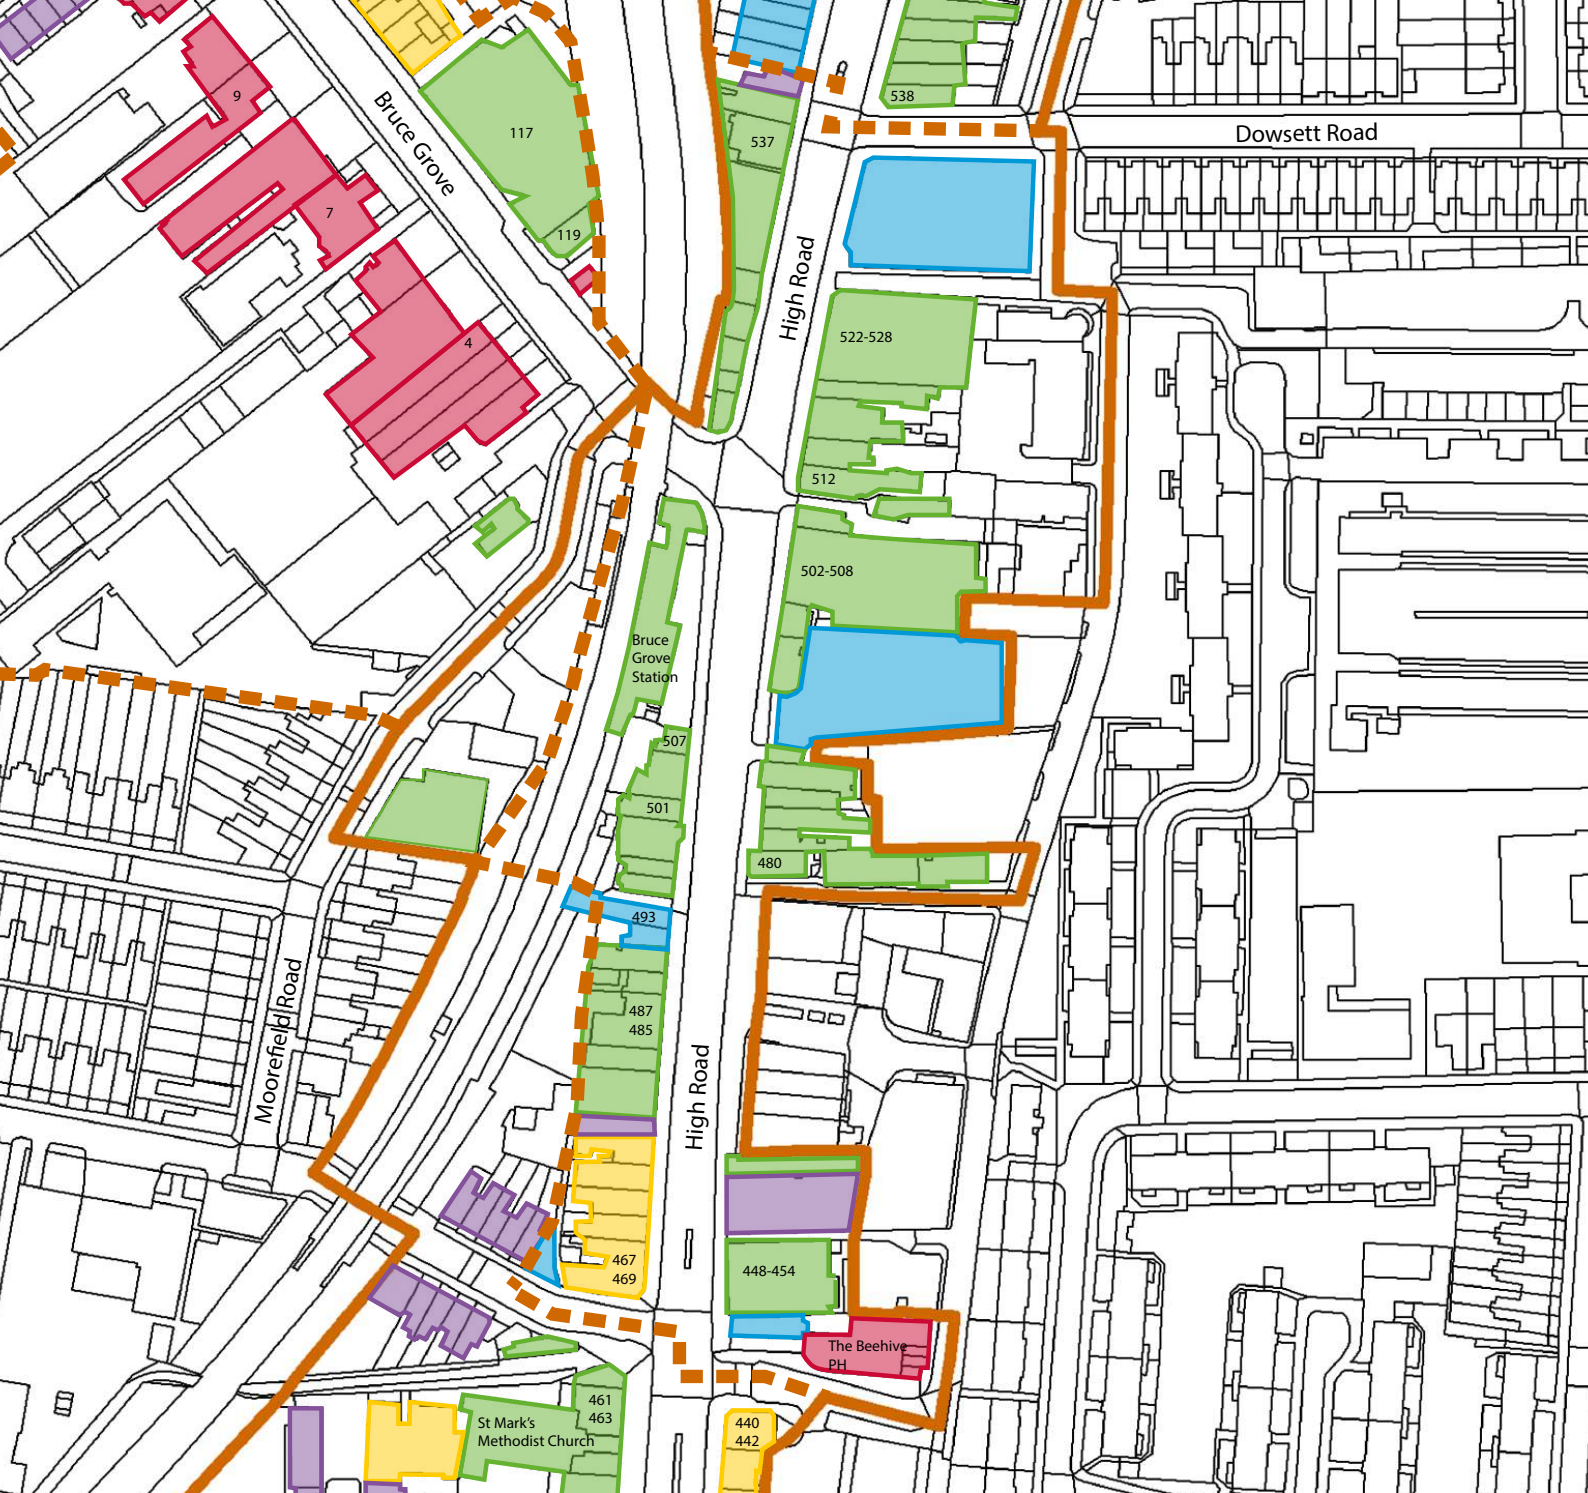 9
Bruce Grove
117
538
537
Dowsett Road
7
119
High Road
522-528
4
512
502-508
Bruce
Grove
Station
507
501
480
493
487
485
Moorefield Road
High Road
467
469
448-454
The Beehive
PH
461
463
St Mark's
Methodist Church
440
442